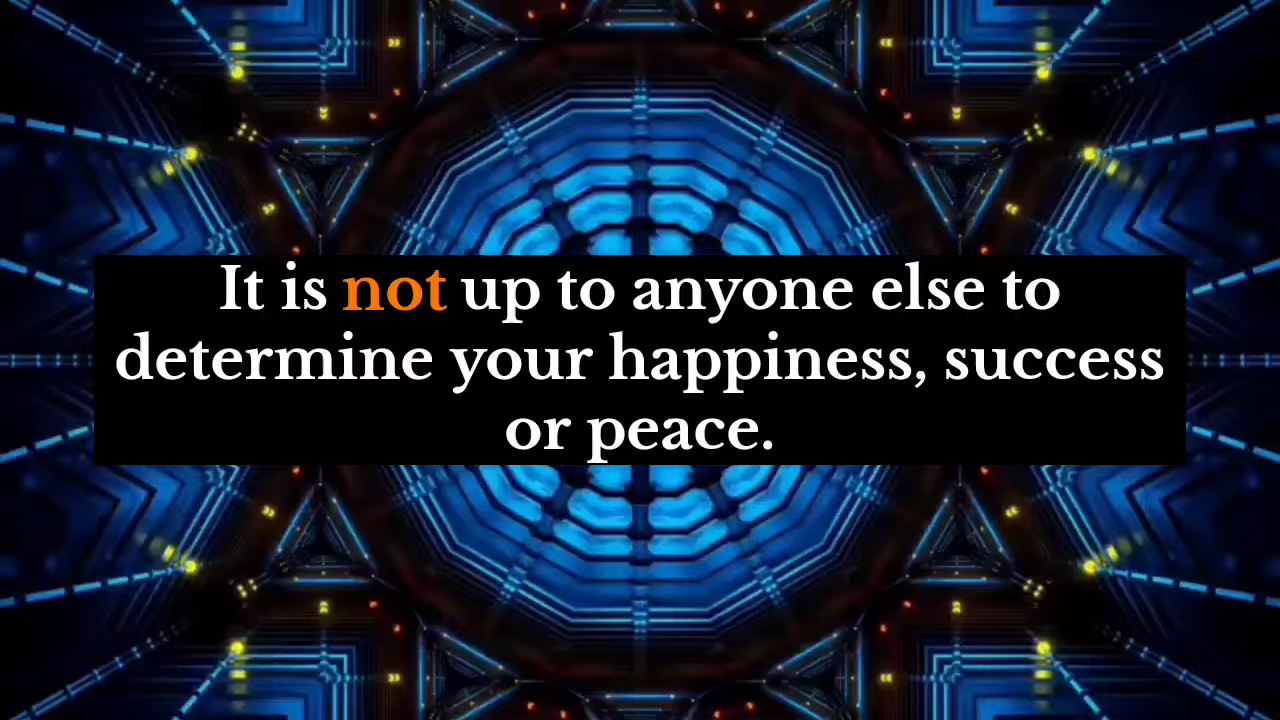 It is not up to anyone else to
determine your happiness, success
or peace.